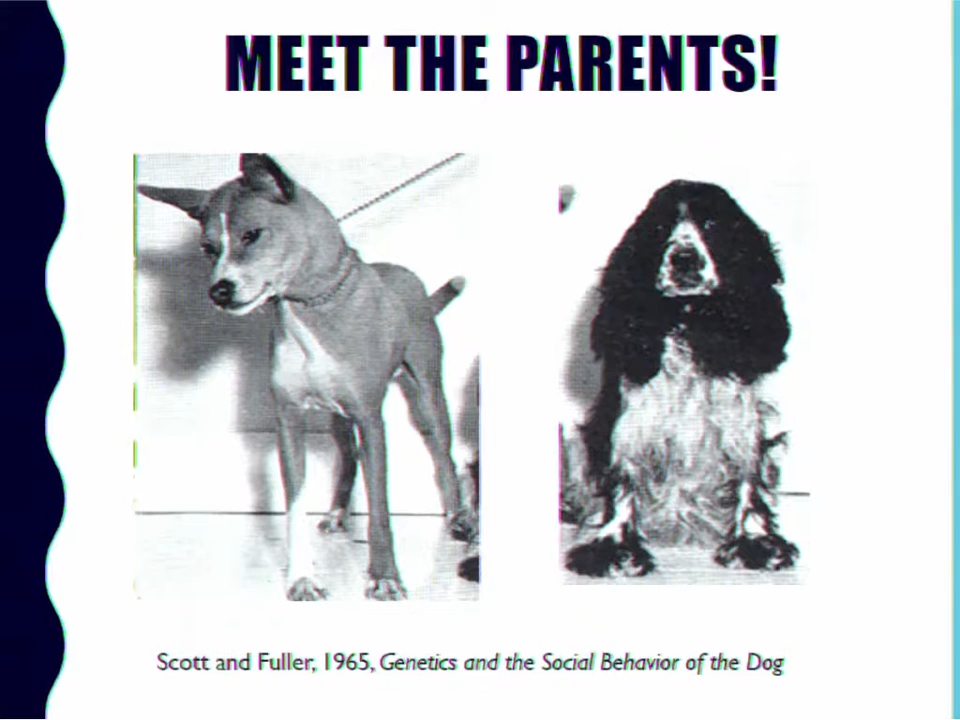 MEET THE PARENTS!
Scott and Fuller, 1965, Genetics and the Social Behavior of the Dog